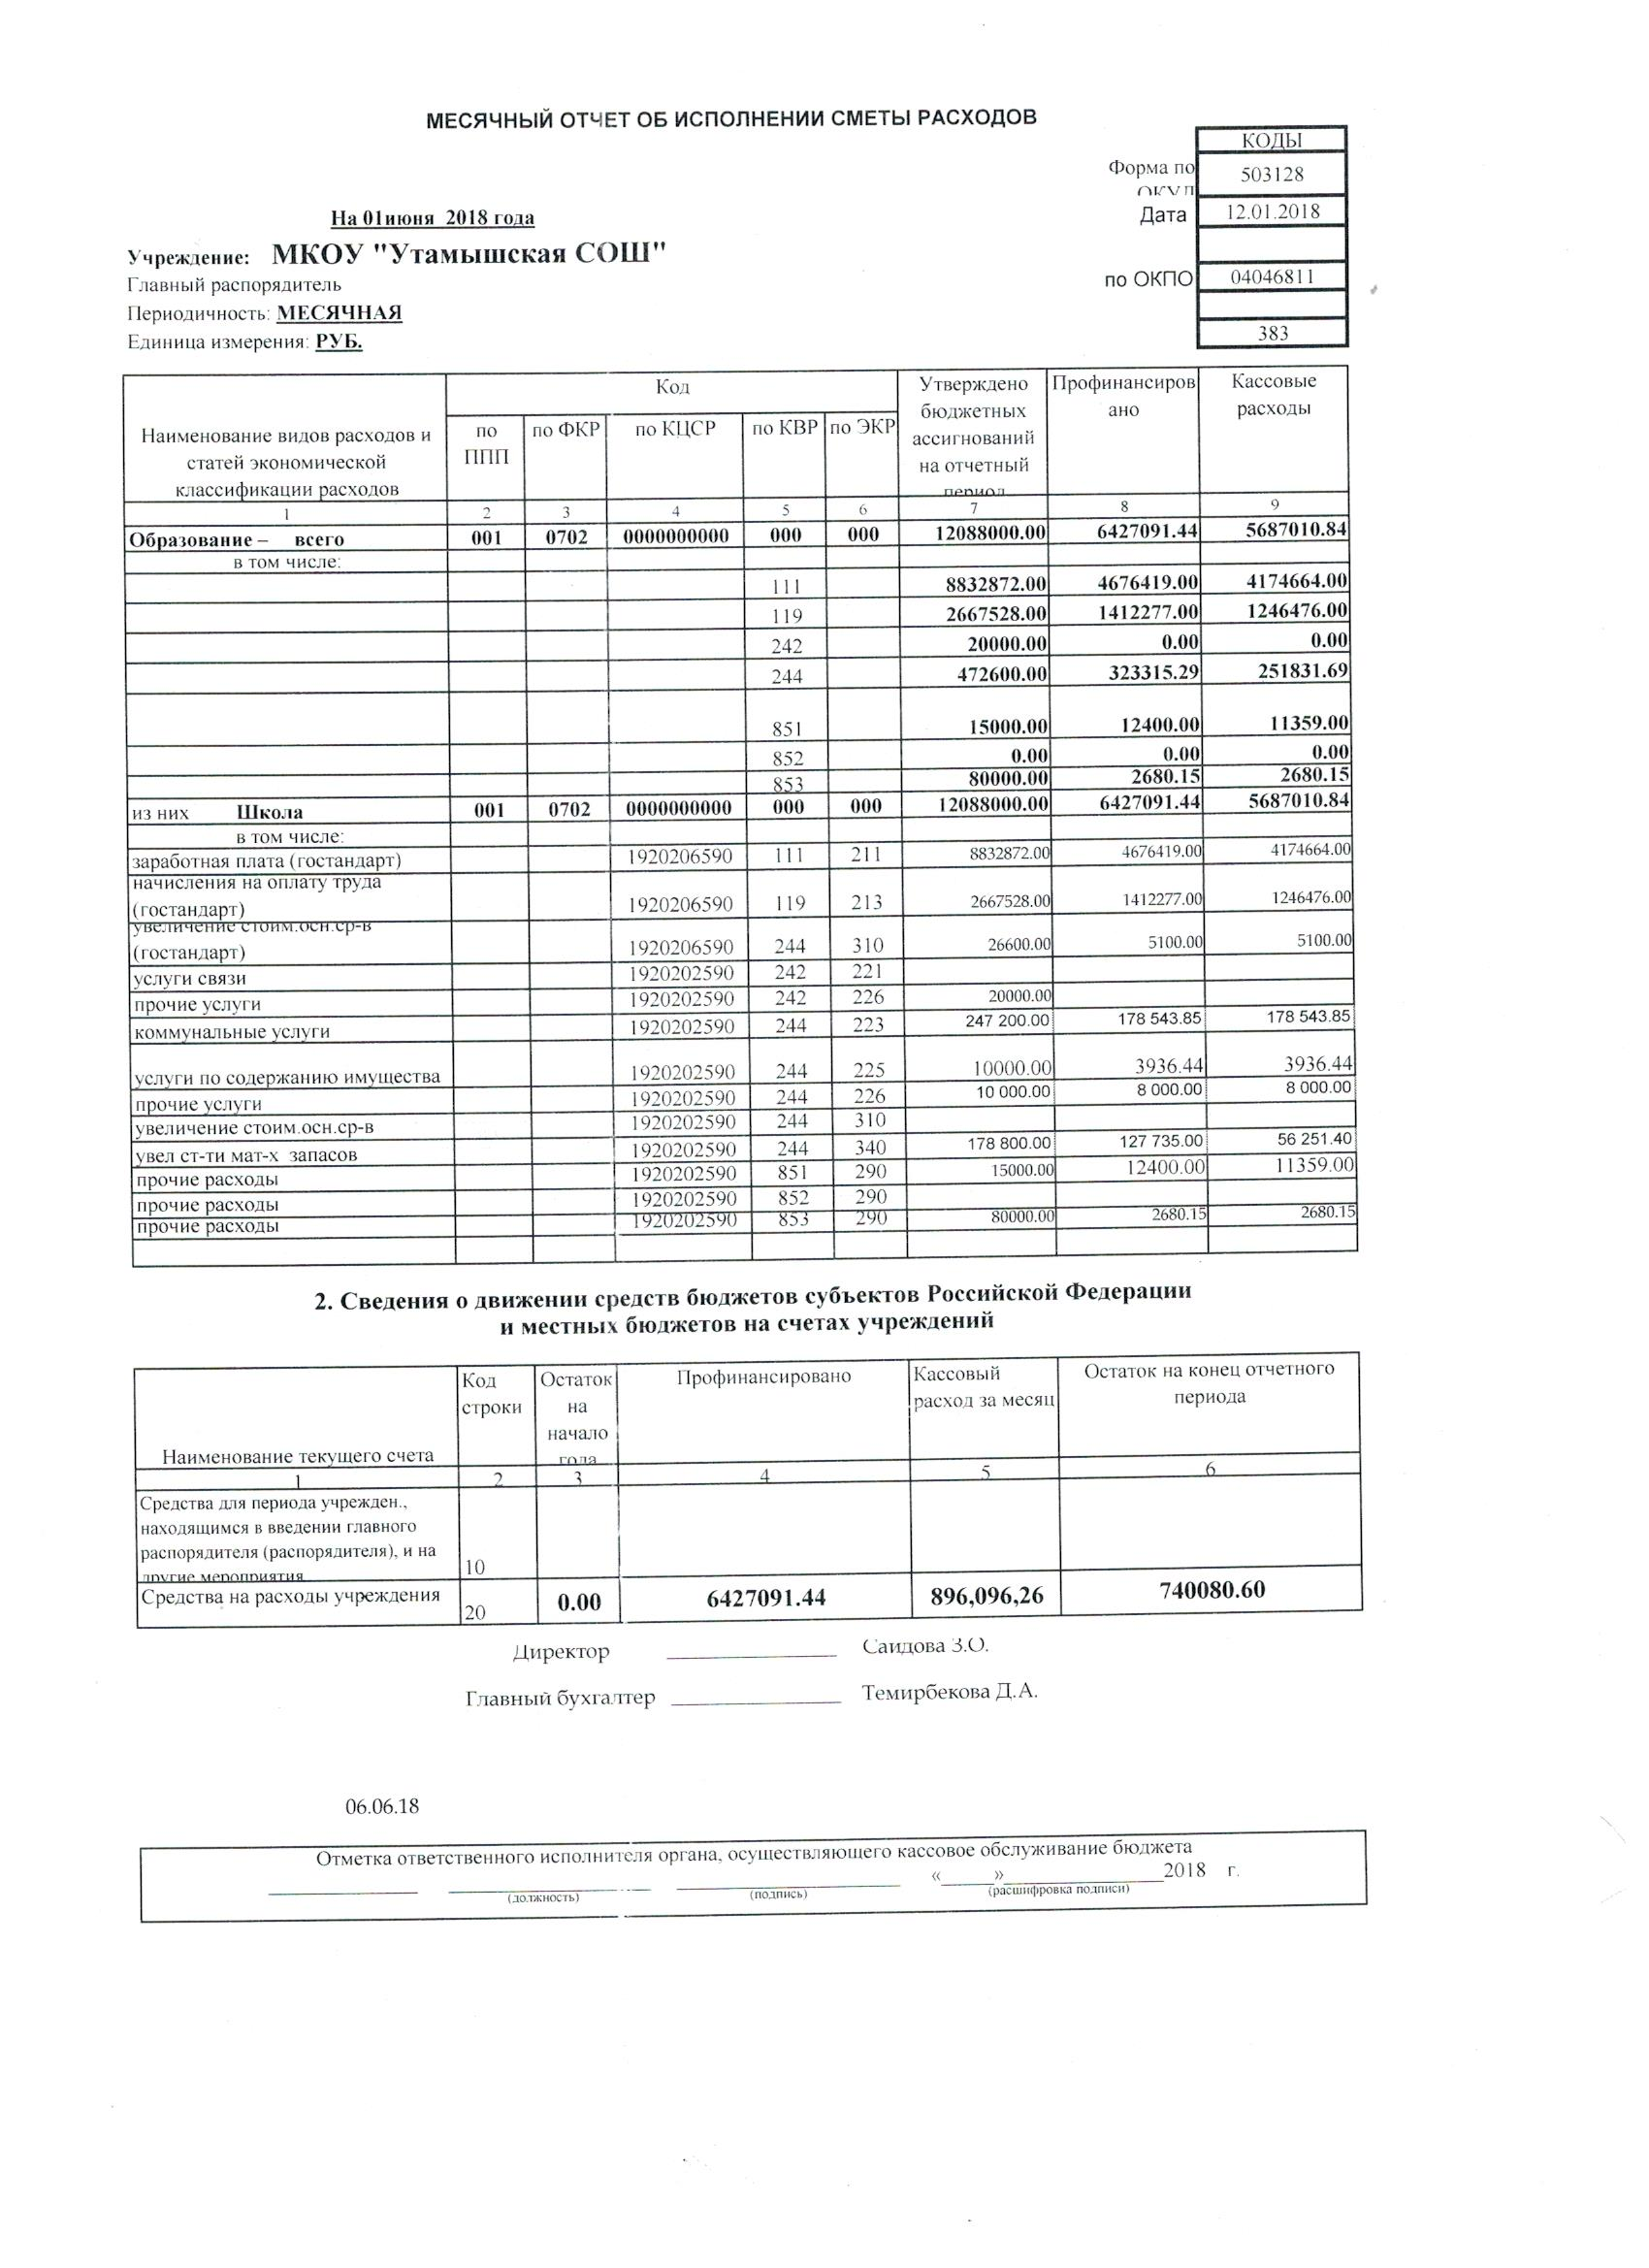 МЕСЯЧНЫЙ ОТЧЕТ ОБ ИСПОЛНЕНИИ СМЕТЫ РАСХОДОВ
КОДЫ
Форма по ОКУД 503128
На 01июня 2018 года
Дата 12.01.2018
Учреждение: МКОУ "Утамышская СОШ"
Главный распорядитель по ОКПО 04046811
Периодичность: МЕСЯЧНАЯ
Единица измерения: РУБ. 383
Наименование видов расходов и статей экономической классификации расходов
Код
по ППП по ФКР по КЦСР по КВР по ЭКР
Утверждено бюджетных ассигнований на отчетный период
Профинансировано
Кассовые расходы
1 2 3 4 5 6 7 8 9
Образование – всего 001 0702 0000000000 000 000 12088000.00 6427091.44 5687010.84
в том числе:
111 8832872.00 4676419.00 4174664.00
119 2667528.00 1412277.00 1246476.00
242 20000.00 0.00 0.00
244 472600.00 323315.29 251831.69
851 15000.00 12400.00 11359.00
852 0.00 0.00 0.00
853 80000.00 2680.15 2680.15
из них Школа 001 0702 0000000000 000 000 12088000.00 6427091.44 5687010.84
в том числе:
заработная плата (гостандарт) 1920206590 111 211 8832872.00 4676419.00 4174664.00
начисления на оплату труда
(гостандарт) 1920206590 119 213 2667528.00 1412277.00 1246476.00
увеличение стоим.осн.ср-в
(гостандарт) 1920206590 244 310 26600.00 5100.00 5100.00
услуги связи 1920202590 242 221
прочие услуги 1920202590 242 226 20000.00
коммунальные услуги 1920202590 244 223 247 200.00 178 543.85 178 543.85
услуги по содержанию имущества 1920202590 244 225 10000.00 3936.44 3936.44
прочие услуги 1920202590 244 226 10 000.00 8 000.00 8 000.00
увеличение стоим.осн.ср-в 1920202590 244 310
увел ст-ти мат-х запасов 1920202590 244 340 178 800.00 127 735.00 56 251.40
прочие расходы 1920202590 851 290 15000.00 12400.00 11359.00
прочие расходы 1920202590 852 290
прочие расходы 1920202590 853 290 80000.00 2680.15 2680.15
2. Сведения о движении средств бюджетов субъектов Российской Федерации
и местных бюджетов на счетах учреждений
Наименование текущего счета
Код строки
Остаток на начало года
Профинансировано
Кассовый расход за месяц
Остаток на конец отчетного периода
1 2 3 4 5 6
Средства для периода учрежден.,
находящимся в введении главного
распорядителя (распорядителя), и на
другие мероприятия 10
Средства на расходы учреждения 20 0.00 6427091.44 896,096,26 740080.60
Директор Саидова З.О.
Главный бухгалтер Темирбекова Д.А.
06.06.18
Отметка ответственного исполнителя органа, осуществляющего кассовое обслуживание бюджета
«_____»________________2018 г.
(должность) (подпись) (расшифровка подписи)